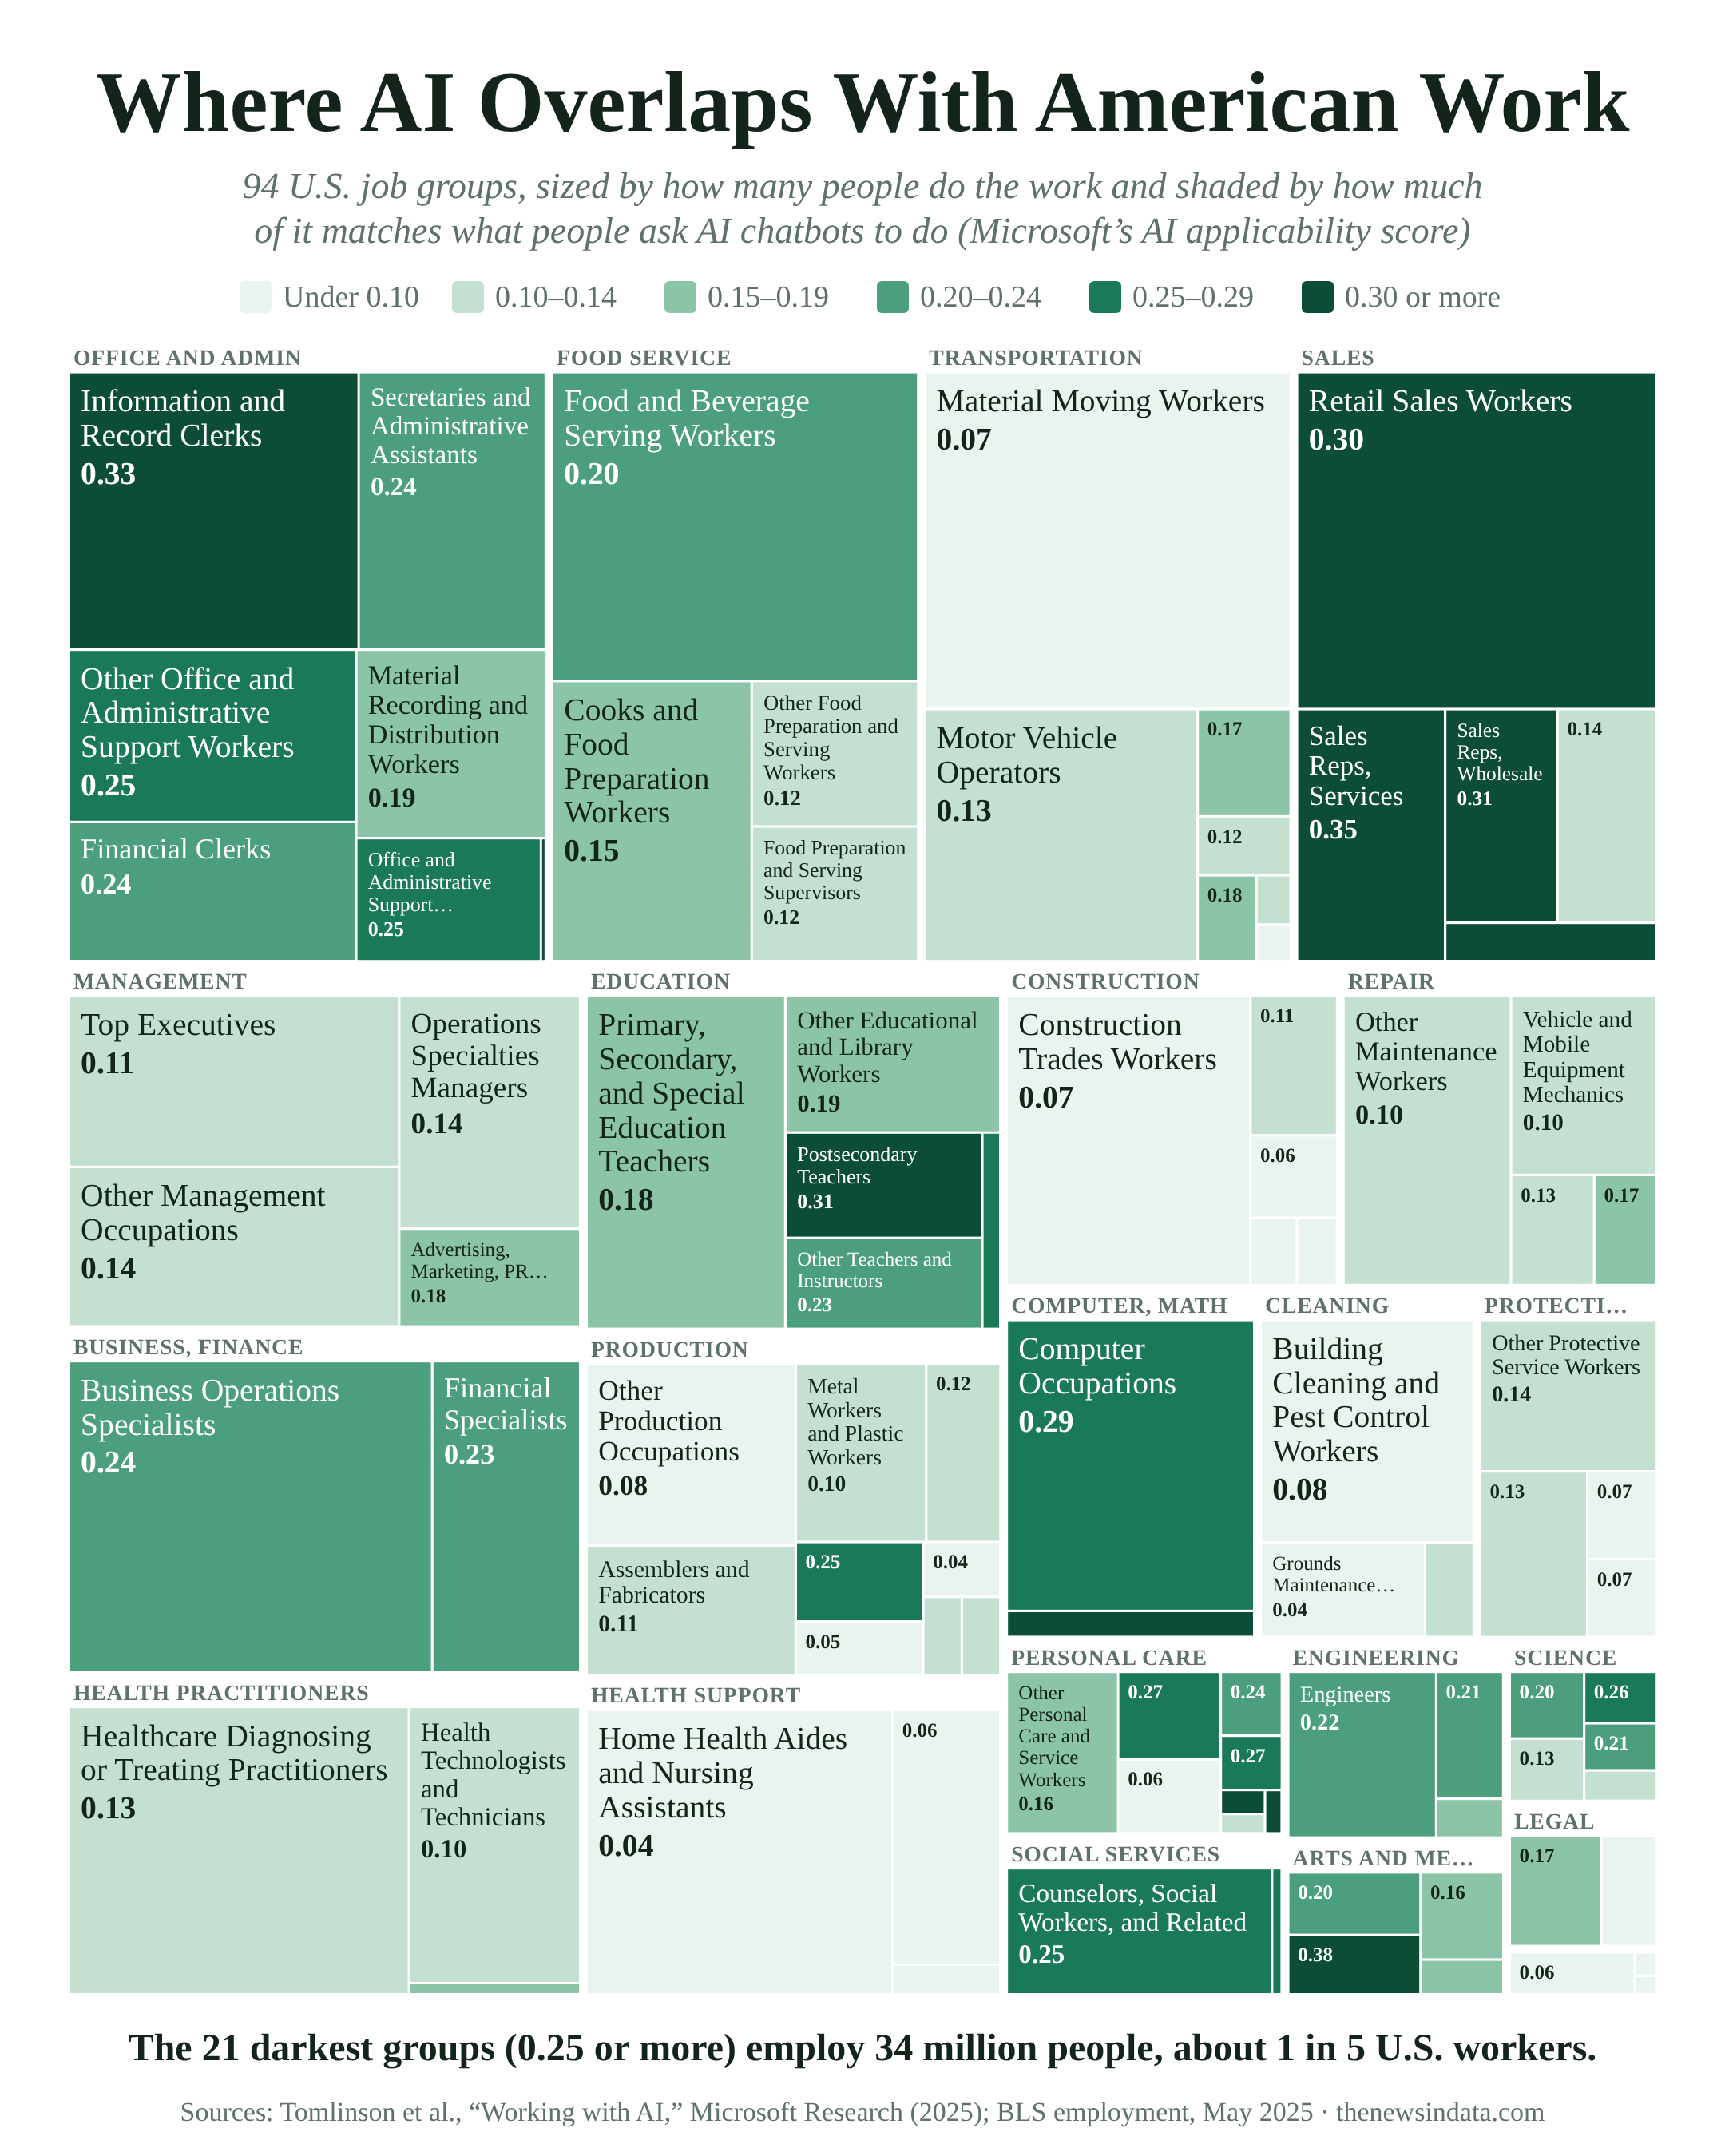 Where AI Overlaps With American Work
94 U.S. job groups, sized by how many people do the work and shaded by how much
of it matches what people ask AI chatbots to do (Microsoft’s AI applicability score)
Under 0.10
0.10–0.14
0.15–0.19
0.20–0.24
0.25–0.29
0.30 or more
OFFICE AND ADMIN
Information and
Record Clerks
0.33
Secretaries and
Administrative
Assistants
0.24
Other Office and
Administrative
Support Workers
0.25
Material
Recording and
Distribution
Workers
0.19
Financial Clerks
0.24
Office and
Administrative
Support…
0.25
FOOD SERVICE
Food and Beverage
Serving Workers
0.20
Cooks and
Food
Preparation
Workers
0.15
Other Food
Preparation and
Serving
Workers
0.12
Food Preparation
and Serving
Supervisors
0.12
TRANSPORTATION
Material Moving Workers
0.07
Motor Vehicle
Operators
0.13
0.17
0.12
0.18
SALES
Retail Sales Workers
0.30
Sales
Reps,
Services
0.35
Sales
Reps,
Wholesale
0.31
0.14
MANAGEMENT
Top Executives
0.11
Operations
Specialties
Managers
0.14
Other Management
Occupations
0.14
Advertising,
Marketing, PR…
0.18
EDUCATION
Primary,
Secondary,
and Special
Education
Teachers
0.18
Other Educational
and Library
Workers
0.19
Postsecondary
Teachers
0.31
Other Teachers and
Instructors
0.23
CONSTRUCTION
Construction
Trades Workers
0.07
0.11
0.06
REPAIR
Other
Maintenance
Workers
0.10
Vehicle and
Mobile
Equipment
Mechanics
0.10
0.13
0.17
BUSINESS, FINANCE
Business Operations
Specialists
0.24
Financial
Specialists
0.23
PRODUCTION
Other
Production
Occupations
0.08
Metal
Workers
and Plastic
Workers
0.10
0.12
Assemblers and
Fabricators
0.11
0.25
0.04
0.05
COMPUTER, MATH
Computer
Occupations
0.29
CLEANING
Building
Cleaning and
Pest Control
Workers
0.08
Grounds
Maintenance…
0.04
PROTECTI…
Other Protective
Service Workers
0.14
0.13
0.07
0.07
HEALTH PRACTITIONERS
Healthcare Diagnosing
or Treating Practitioners
0.13
Health
Technologists
and
Technicians
0.10
HEALTH SUPPORT
Home Health Aides
and Nursing
Assistants
0.04
0.06
PERSONAL CARE
Other
Personal
Care and
Service
Workers
0.16
0.27
0.24
0.27
0.06
ENGINEERING
Engineers
0.22
0.21
SCIENCE
0.20
0.26
0.21
0.13
SOCIAL SERVICES
Counselors, Social
Workers, and Related
0.25
ARTS AND ME…
0.20
0.16
0.38
LEGAL
0.17
0.06
The 21 darkest groups (0.25 or more) employ 34 million people, about 1 in 5 U.S. workers.
Sources: Tomlinson et al., “Working with AI,” Microsoft Research (2025); BLS employment, May 2025 · thenewsindata.com